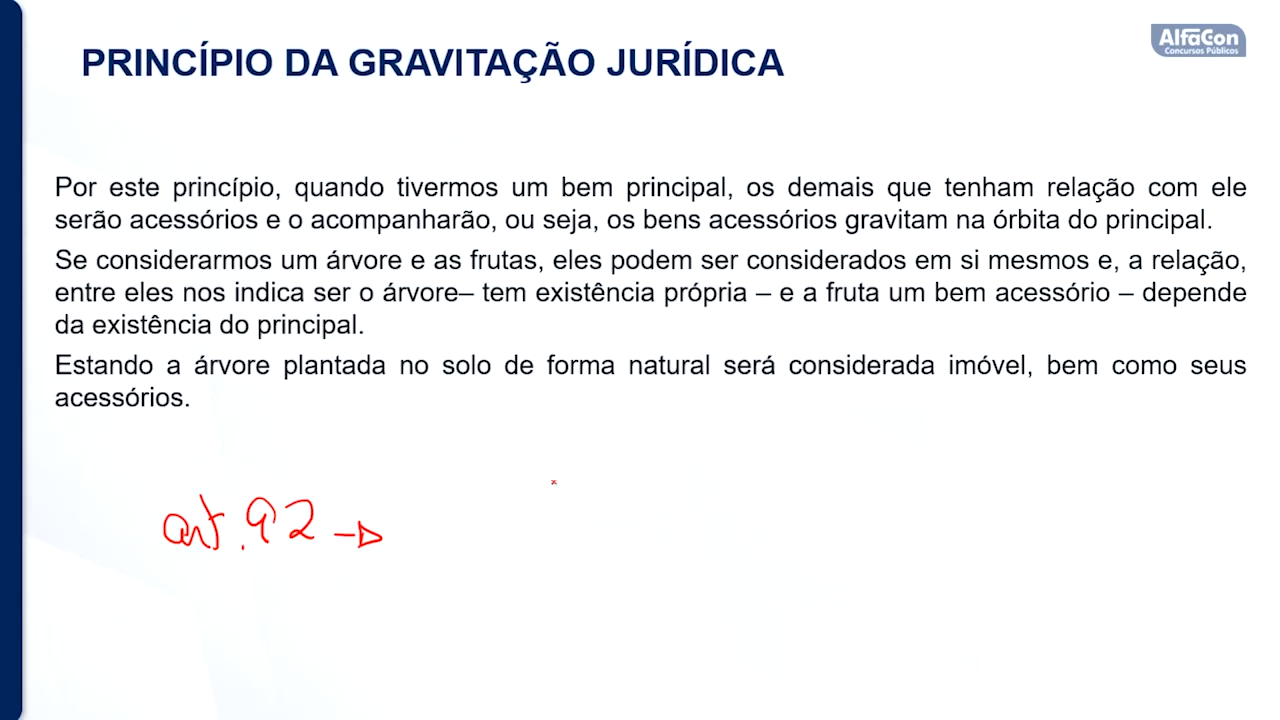 PRINCÍPIO DA GRAVITAÇÃO JURÍDICA
AlfaCon
Concursos Públicos
Por este princípio, quando tivermos um bem principal, os demais que tenham relação com ele
serão acessórios e o acompanharão, ou seja, os bens acessórios gravitam na órbita do principal.
Se considerarmos um árvore e as frutas, eles podem ser considerados em si mesmos e, a relação,
entre eles nos indica ser o árvore– tem existência própria – e a fruta um bem acessório – depende
da existência do principal.
Estando a árvore plantada no solo de forma natural será considerada imóvel, bem como seus
acessórios.
art. 92 →